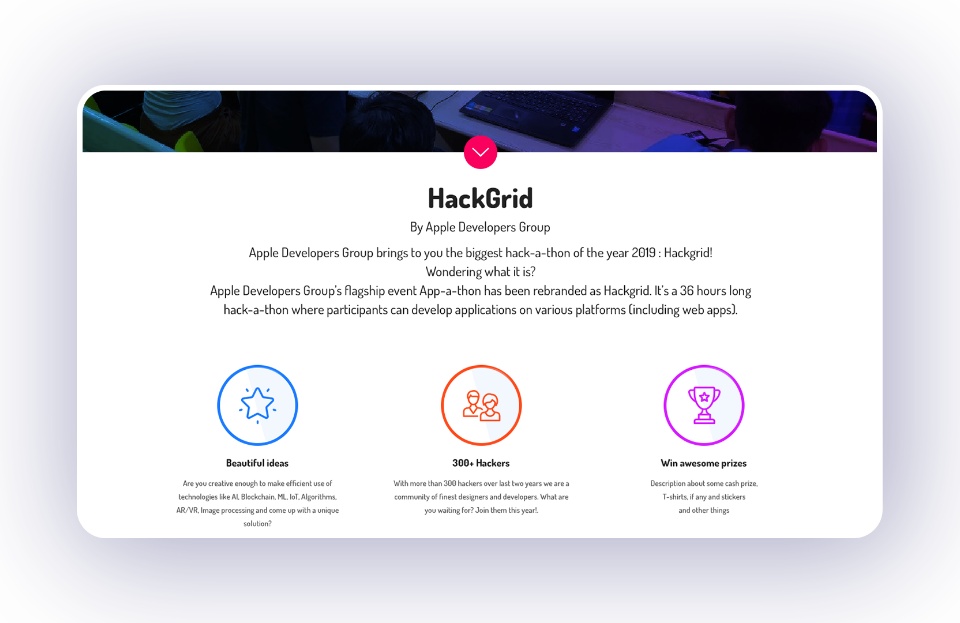 HackGrid
By Apple Developers Group
Apple Developers Group brings to you the biggest hack-a-thon of the year 2019 : Hackgrid!
Wondering what it is?
Apple Developers Group's flagship event App-a-thon has been rebranded as Hackgrid. It's a 36 hours long
hack-a-thon where participants can develop applications on various platforms (including web apps).
Beautiful ideas
Are you creative enough to make efficient use of
technologies like AI, Blockchain, ML, IoT, Algorithms,
AR/VR, Image processing and come up with a unique
solution?
300+ Hackers
With more than 300 hackers over last two years we are a
community of finest designers and developers. What are
you waiting for? Join them this year!.
Win awesome prizes
Description about some cash prize,
T-shirts, if any and stickers
and other things